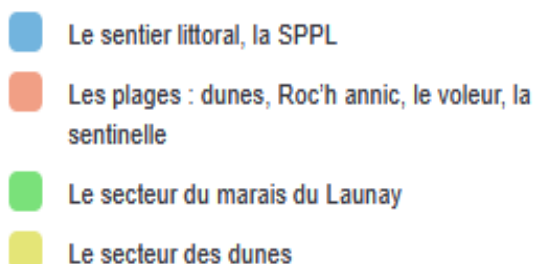 Le sentier littoral, la SPPL
Les plages : dunes, Roc'h annic, le voleur, la
sentinelle
Le secteur du marais du Launay
Le secteur des dunes